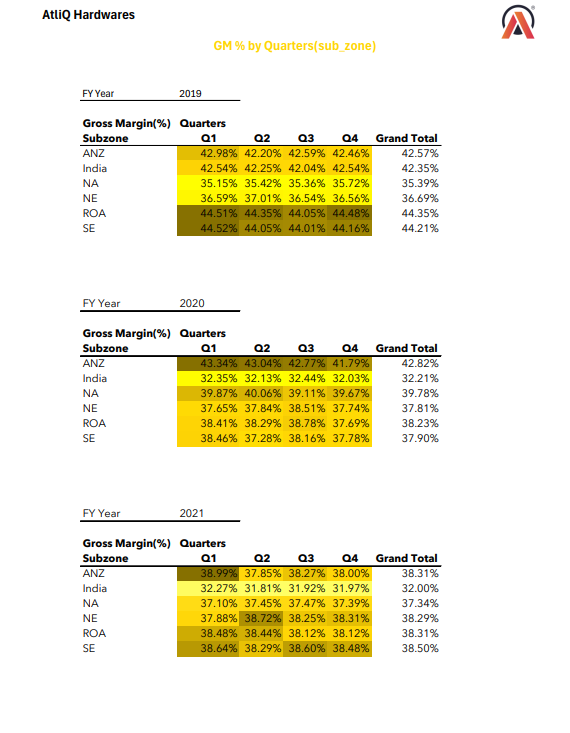 AtliQ Hardwares
GM % by Quarters(sub_zone)
FY Year 2019
Gross Margin(%) Quarters
Subzone Q1 Q2 Q3 Q4 Grand Total
ANZ 42.98% 42.20% 42.59% 42.46% 42.57%
India 42.54% 42.25% 42.04% 42.54% 42.35%
NA 35.15% 35.42% 35.36% 35.72% 35.39%
NE 36.59% 37.01% 36.54% 36.56% 36.69%
ROA 44.51% 44.35% 44.05% 44.48% 44.35%
SE 44.52% 44.05% 44.01% 44.16% 44.21%
FY Year 2020
Gross Margin(%) Quarters
Subzone Q1 Q2 Q3 Q4 Grand Total
ANZ 43.34% 43.04% 42.77% 41.79% 42.82%
India 32.35% 32.13% 32.44% 32.03% 32.21%
NA 39.87% 40.06% 39.11% 39.67% 39.78%
NE 37.65% 37.84% 38.51% 37.74% 37.81%
ROA 38.41% 38.29% 38.78% 37.69% 38.23%
SE 38.46% 37.28% 38.16% 37.78% 37.90%
FY Year 2021
Gross Margin(%) Quarters
Subzone Q1 Q2 Q3 Q4 Grand Total
ANZ 38.99% 37.85% 38.27% 38.00% 38.31%
India 32.27% 31.81% 31.92% 31.97% 32.00%
NA 37.10% 37.45% 37.47% 37.39% 37.34%
NE 37.88% 38.72% 38.25% 38.31% 38.29%
ROA 38.48% 38.44% 38.12% 38.12% 38.31%
SE 38.64% 38.29% 38.60% 38.48% 38.50%